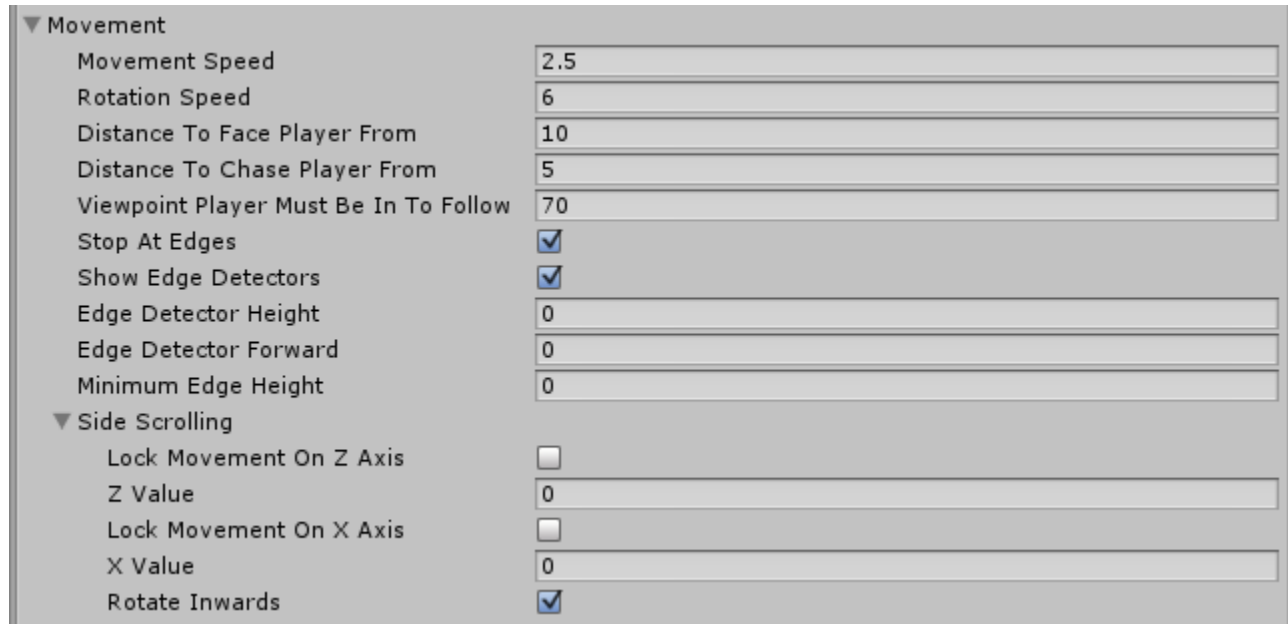 Movement
Movement Speed 2.5
Rotation Speed 6
Distance To Face Player From 10
Distance To Chase Player From 5
Viewpoint Player Must Be In To Follow 70
Stop At Edges
Show Edge Detectors
Edge Detector Height 0
Edge Detector Forward 0
Minimum Edge Height 0
Side Scrolling
Lock Movement On Z Axis
Z Value 0
Lock Movement On X Axis
X Value 0
Rotate Inwards